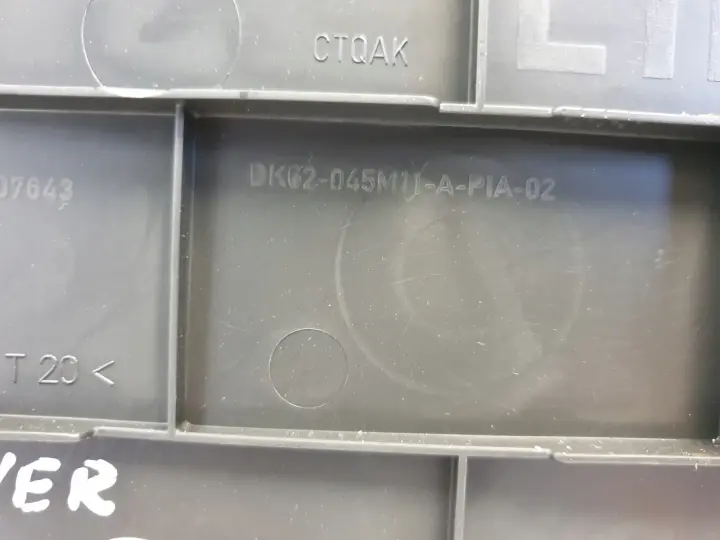 CTQAK
07643
DK62-045M11-A-PIA-02
T 20 <
VER